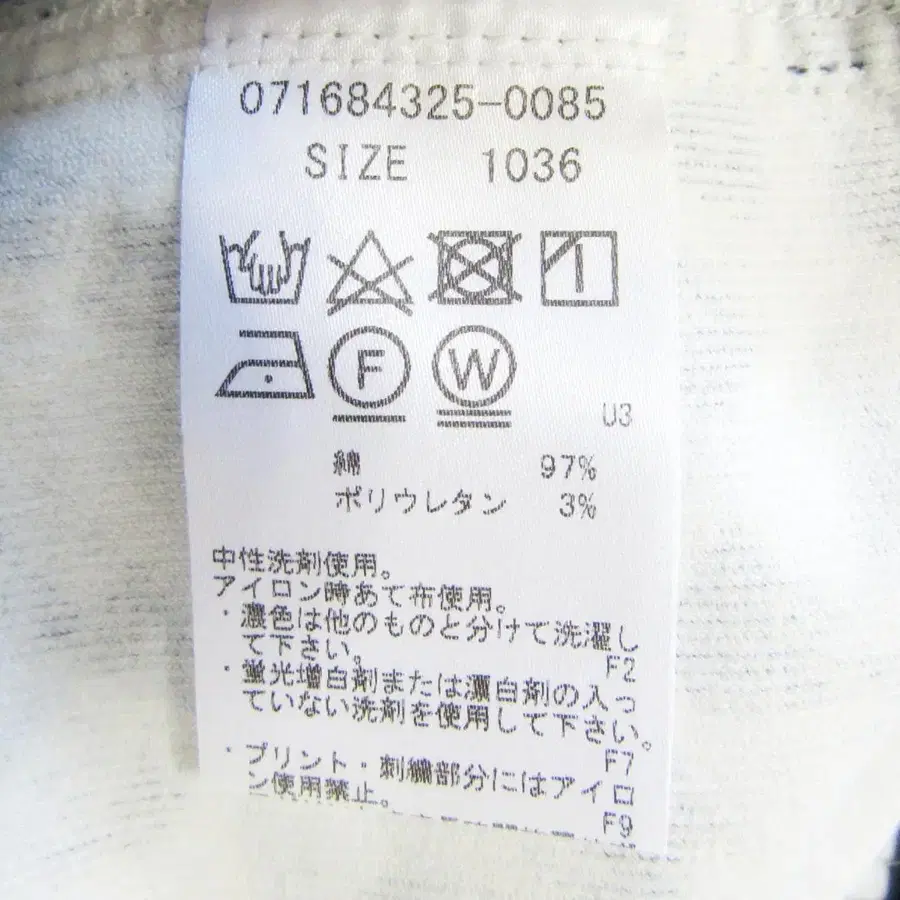 071684325-0085
SIZE 1036
F W
U3
綿 97%
ポリウレタン 3%
中性洗剤使用。
アイロン時あて布使用。
・濃色は他のものと分けて洗濯し
て下さい。 F2
・蛍光増白剤または漂白剤の入っ
ていない洗剤を使用して下さい。
F7
・プリント・刺繍部分にはアイロ
ン使用禁止。
F9